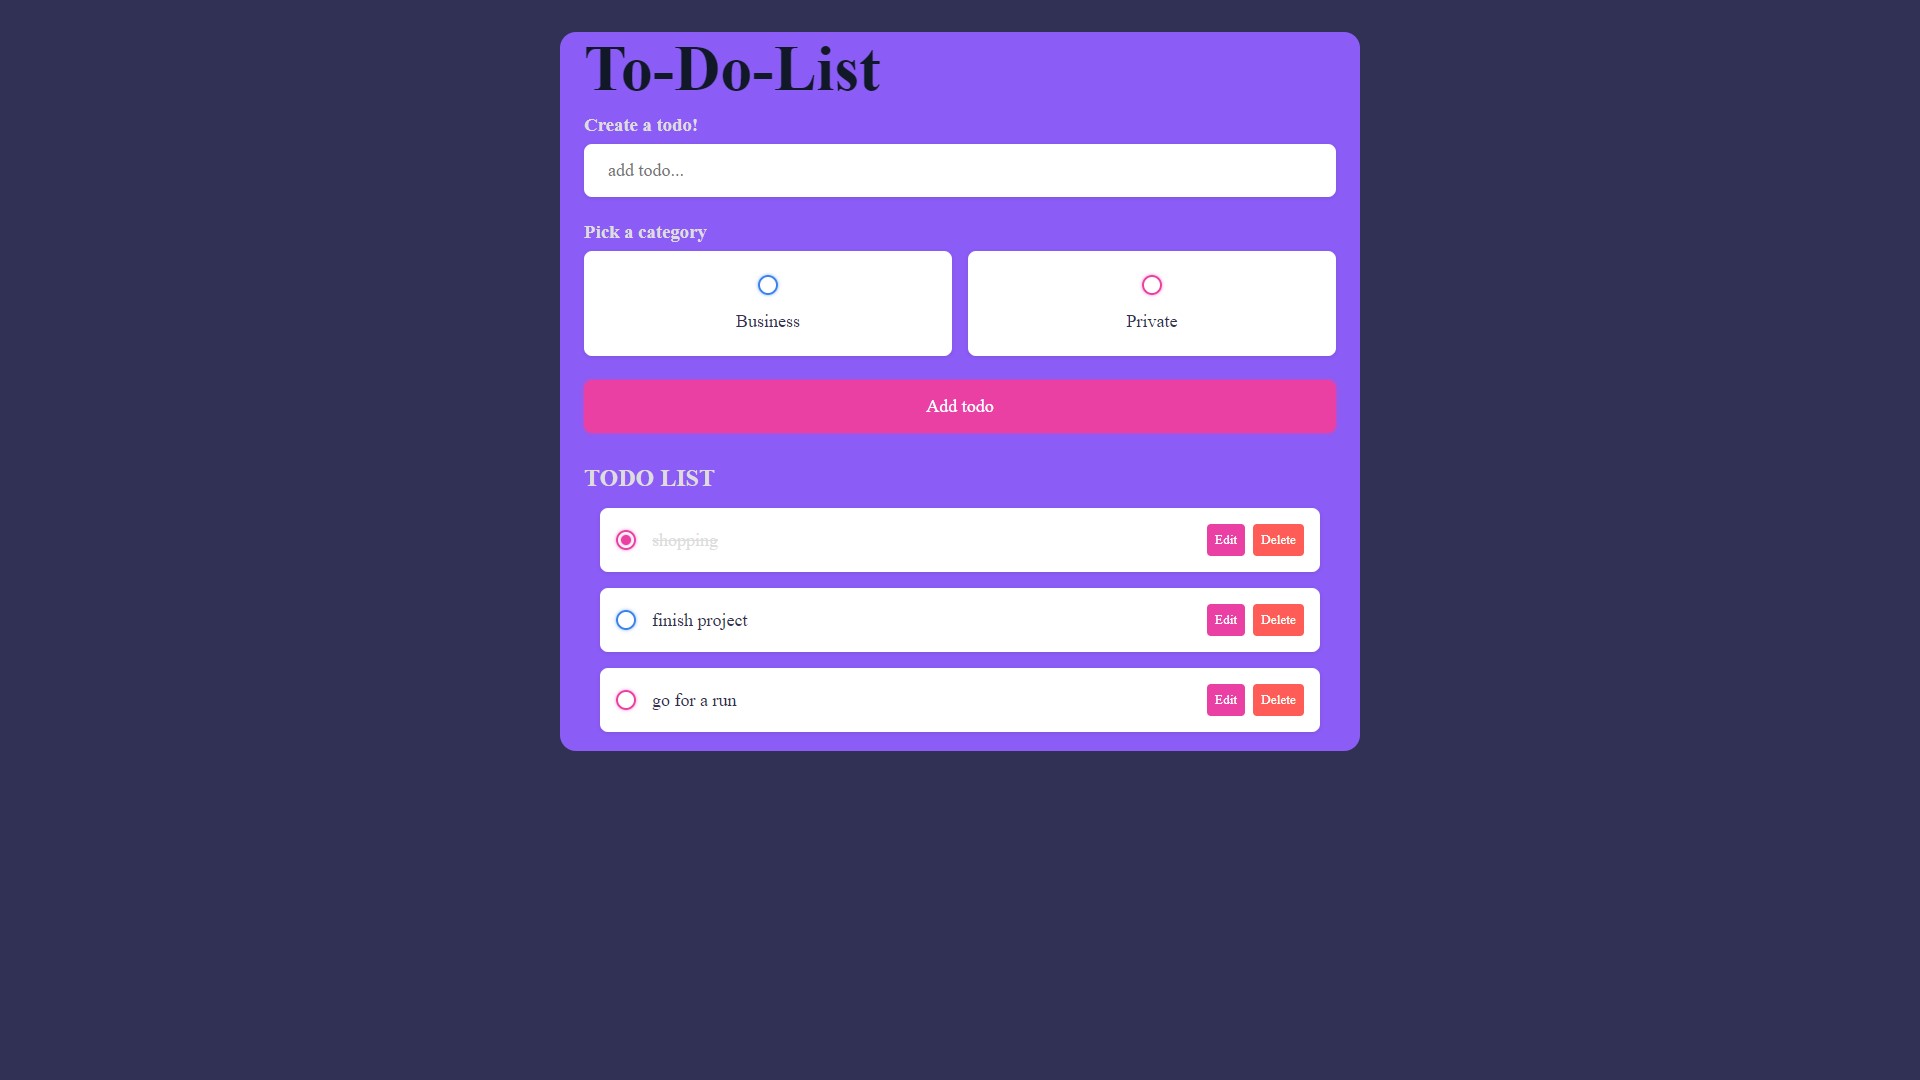 To-Do-List
Create a todo!
add todo...
Pick a category
Business
Private
Add todo
TODO LIST
shopping
Edit
Delete
finish project
Edit
Delete
go for a run
Edit
Delete